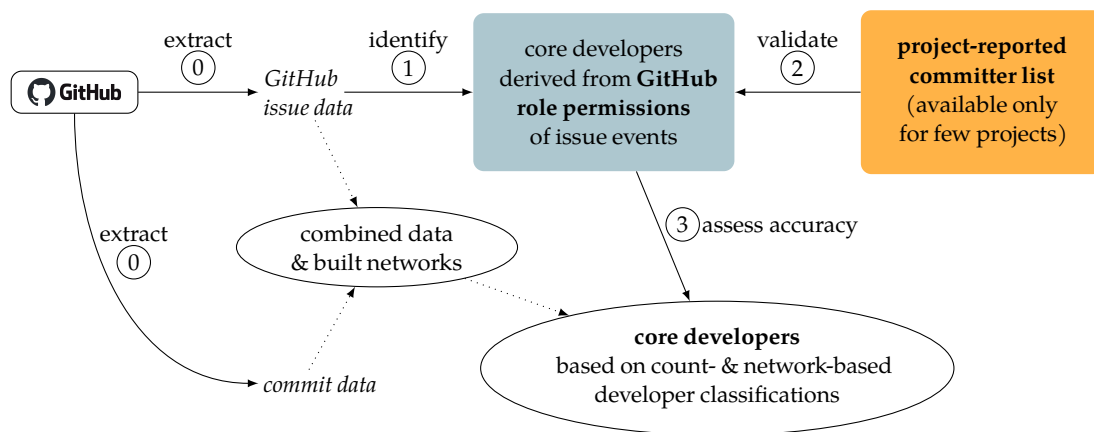 extract
0
GitHub
GitHub
issue data
identify
1
core developers
derived from GitHub
role permissions
of issue events
validate
2
project-reported
committer list
(available only
for few projects)
extract
0
combined data
& built networks
3 assess accuracy
commit data
core developers
based on count- & network-based
developer classifications